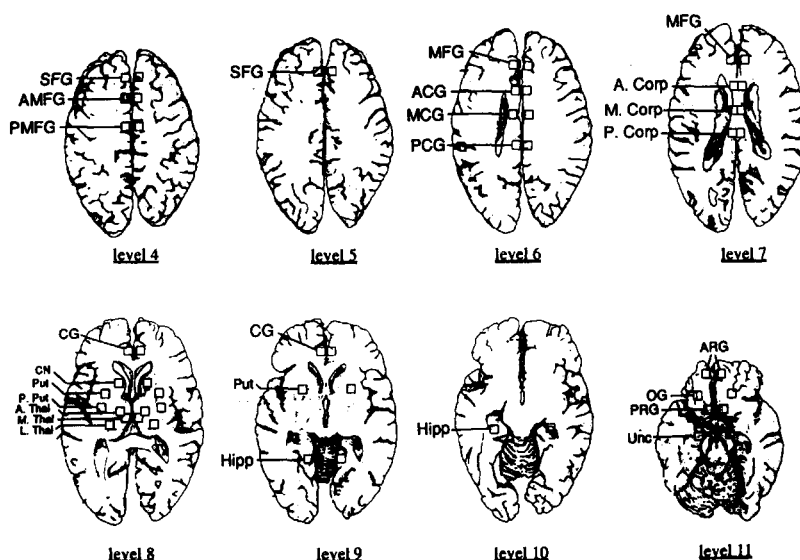 SFG
AMFG
PMFG
level 4
SFG
level 5
MFG
ACG
MCG
PCG
level 6
MFG
A. Corp
M. Corp
P. Corp
level 7
CG
CN
Put
P. Put
A. Thal
M. Thal
L. Thal
level 8
CG
Put
Hipp
level 9
Hipp
level 10
ARG
OG
PRG
Unc
level 11